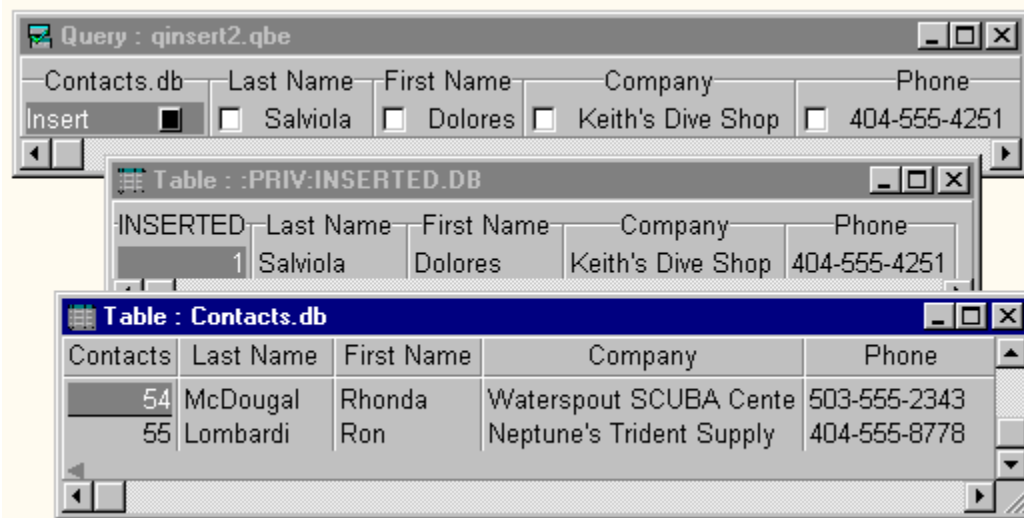 Query : qinsert2.qbe
Contacts.db Last Name First Name Company Phone
Insert Salviola Dolores Keith's Dive Shop 404-555-4251
Table : :PRIV:INSERTED.DB
INSERTED Last Name First Name Company Phone
1 Salviola Dolores Keith's Dive Shop 404-555-4251
Table : Contacts.db
Contacts Last Name First Name Company Phone
54 McDougal Rhonda Waterspout SCUBA Cente 503-555-2343
55 Lombardi Ron Neptune's Trident Supply 404-555-8778